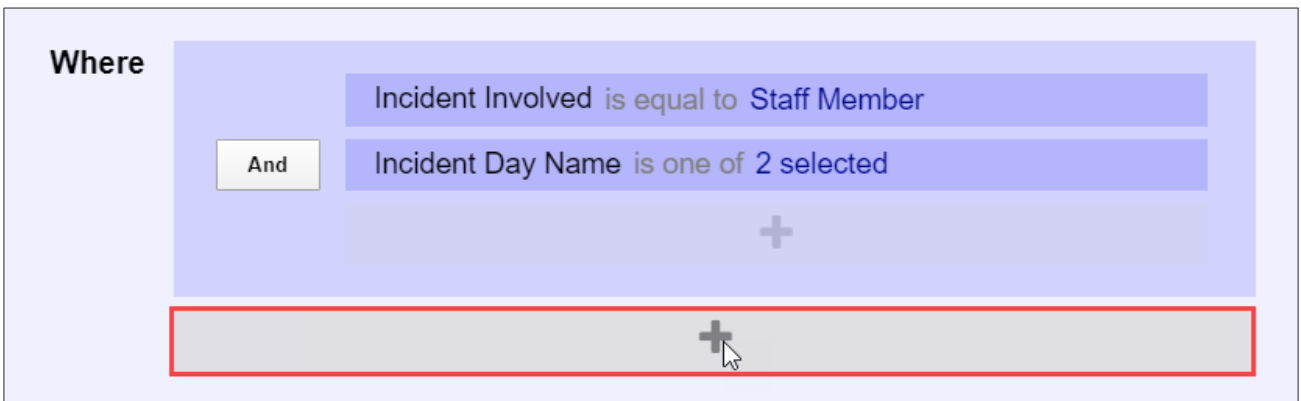 Where
Incident Involved is equal to Staff Member
And
Incident Day Name is one of 2 selected